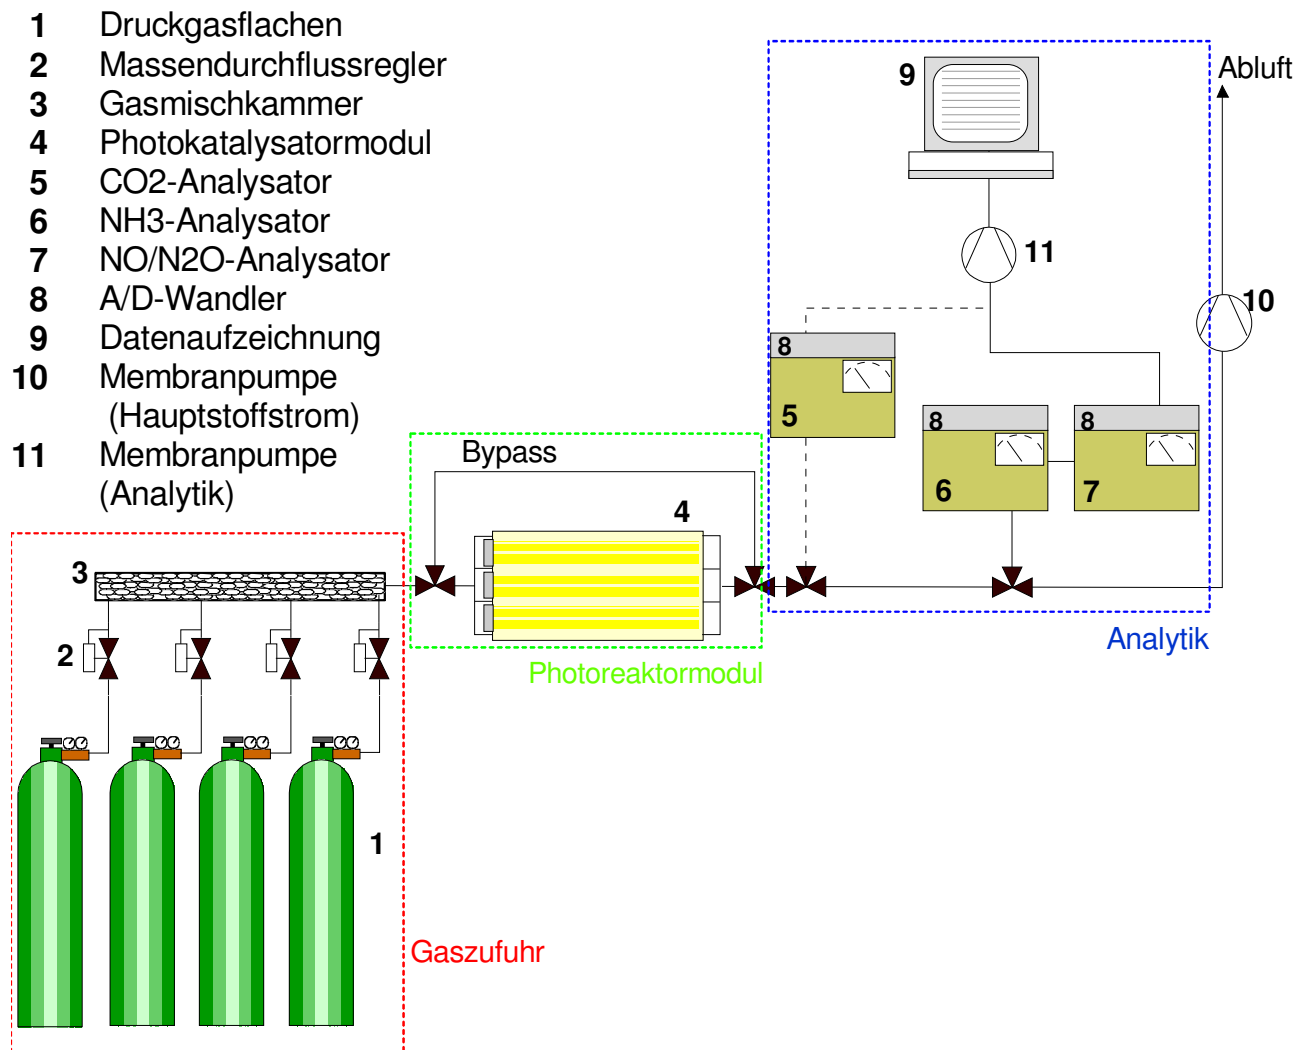 1 Druckgasflachen
2 Massendurchflussregler
3 Gasmischkammer
4 Photokatalysatormodul
5 CO2-Analysator
6 NH3-Analysator
7 NO/N2O-Analysator
8 A/D-Wandler
9 Datenaufzeichnung
10 Membranpumpe
(Hauptstoffstrom)
11 Membranpumpe
(Analytik)
9
Abluft
11
10
8
5
8
6
8
7
Analytik
Bypass
4
Photoreaktormodul
3
2
1
Gaszufuhr